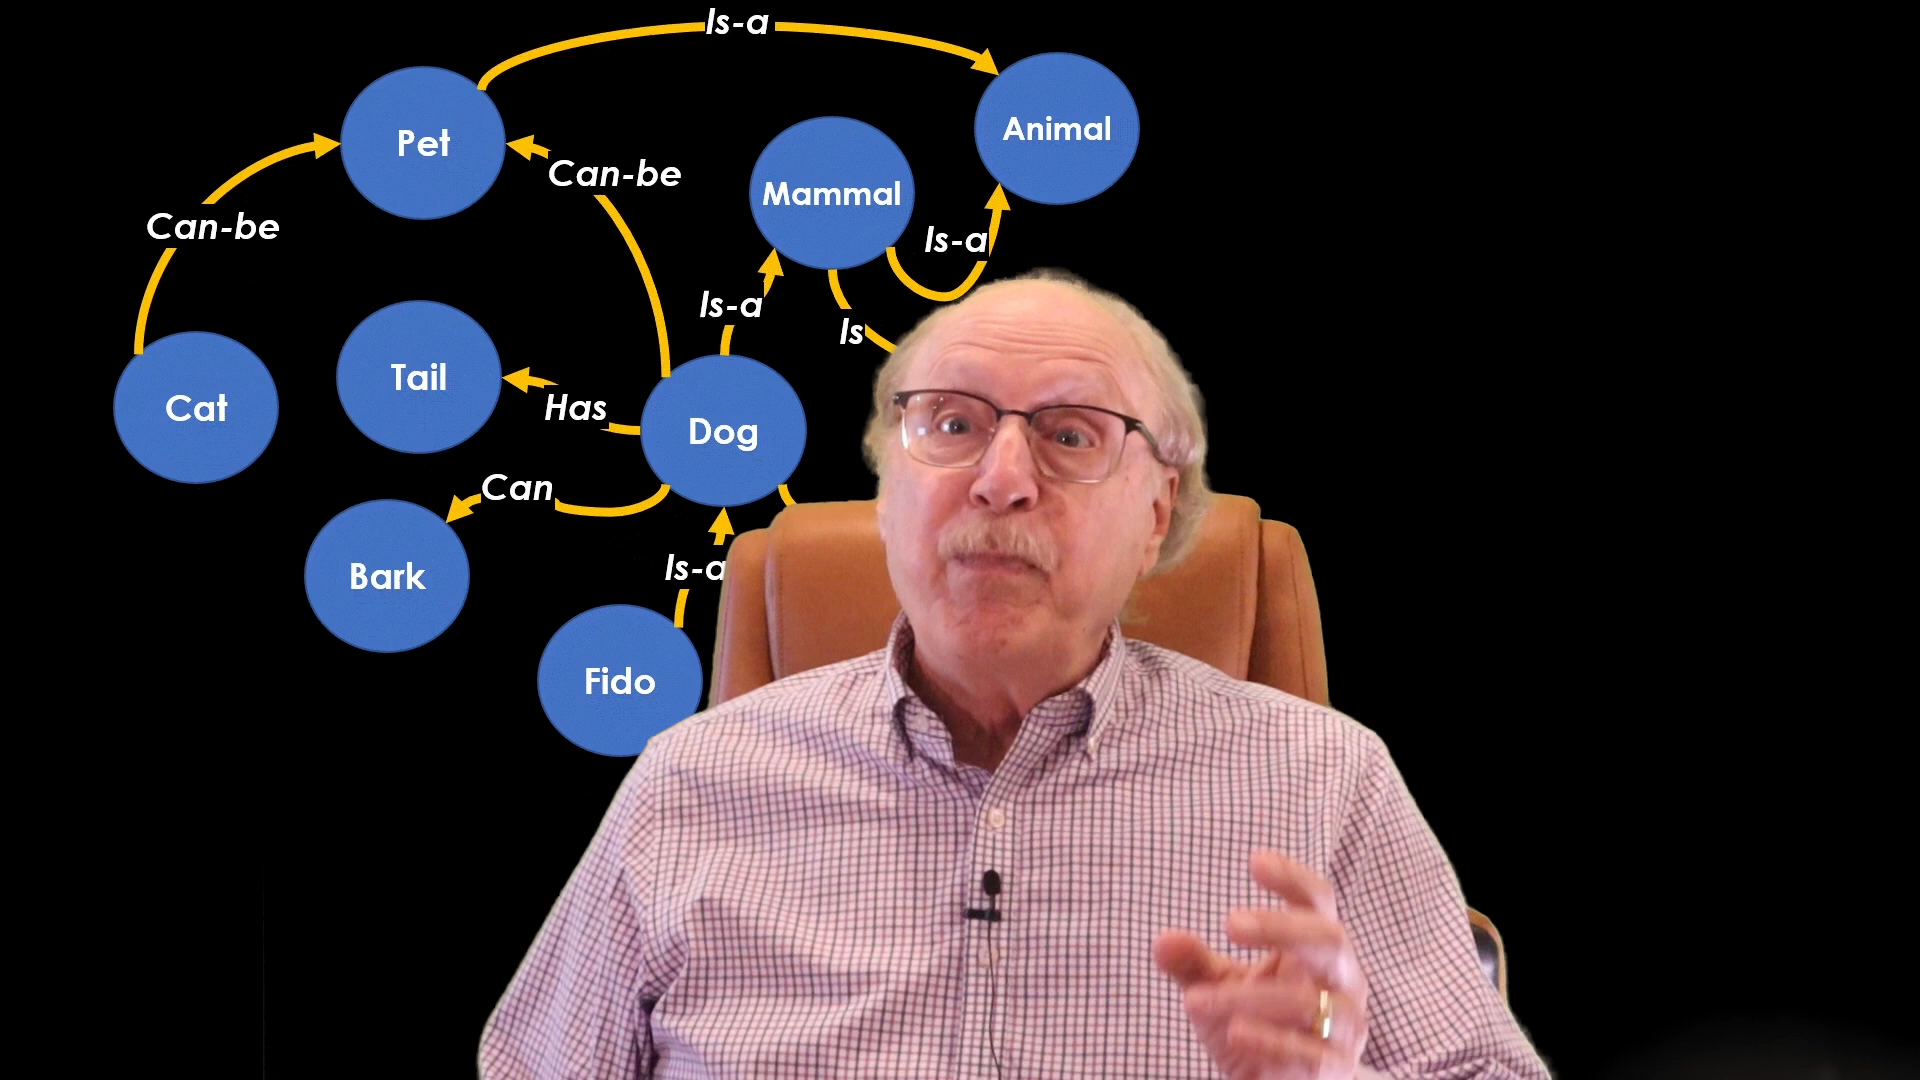 Is-a
Pet
Animal
Can-be
Mammal
Can-be
Is-a
Is-a
Is
Tail
Cat
Has
Dog
Can
Bark
Is-a
Fido